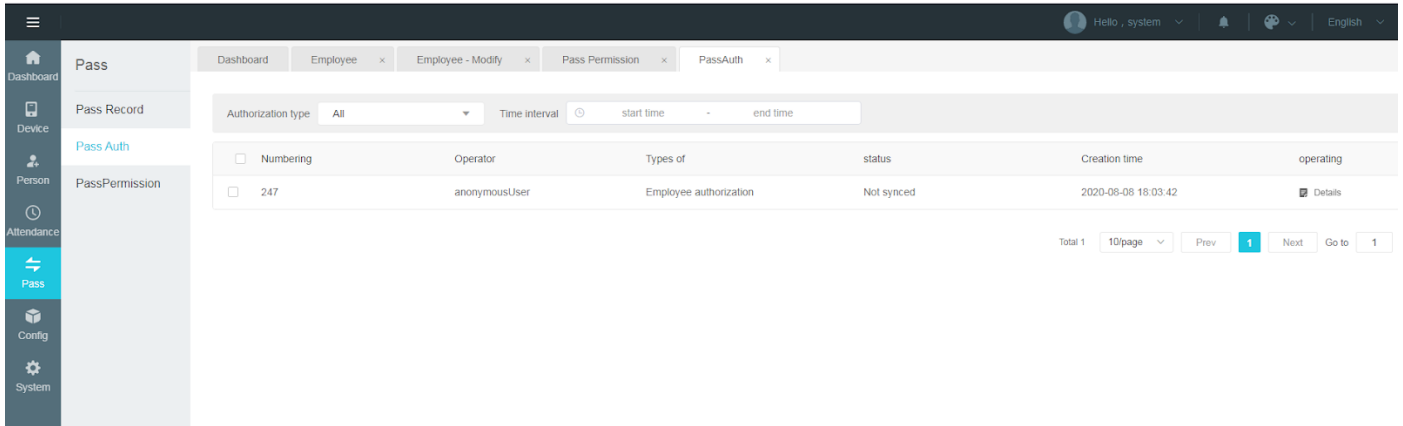 Hello , system
English
Dashboard
Device
Person
Attendance
Pass
Config
System
Pass
Pass Record
Pass Auth
PassPermission
Dashboard Employee × Employee - Modify × Pass Permission × PassAuth ×
Authorization type All Time interval start time - end time
Numbering Operator Types of status Creation time operating
247 anonymousUser Employee authorization Not synced 2020-08-08 18:03:42 Details
Total 1 10/page Prev 1 Next Go to 1